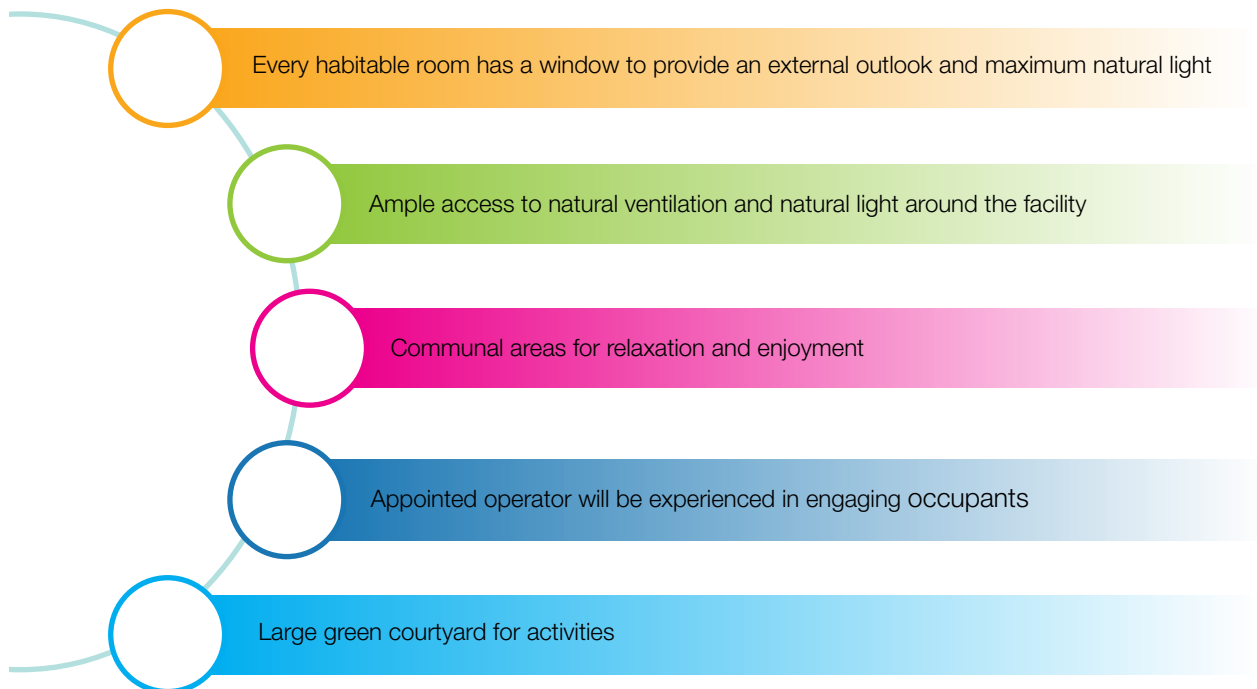 Every habitable room has a window to provide an external outlook and maximum natural light
Ample access to natural ventilation and natural light around the facility
Communal areas for relaxation and enjoyment
Appointed operator will be experienced in engaging occupants
Large green courtyard for activities